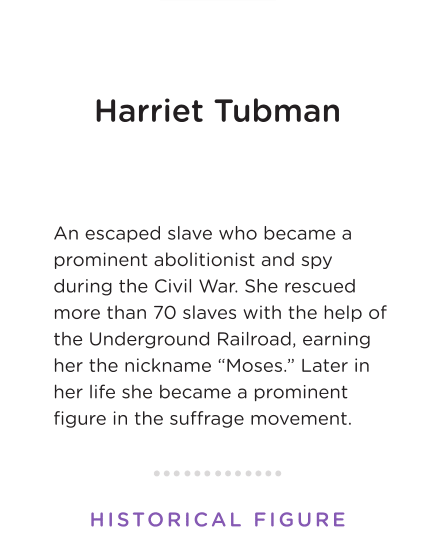 Harriet Tubman
An escaped slave who became a
prominent abolitionist and spy
during the Civil War. She rescued
more than 70 slaves with the help of
the Underground Railroad, earning
her the nickname “Moses.” Later in
her life she became a prominent
figure in the suffrage movement.
HISTORICAL FIGURE